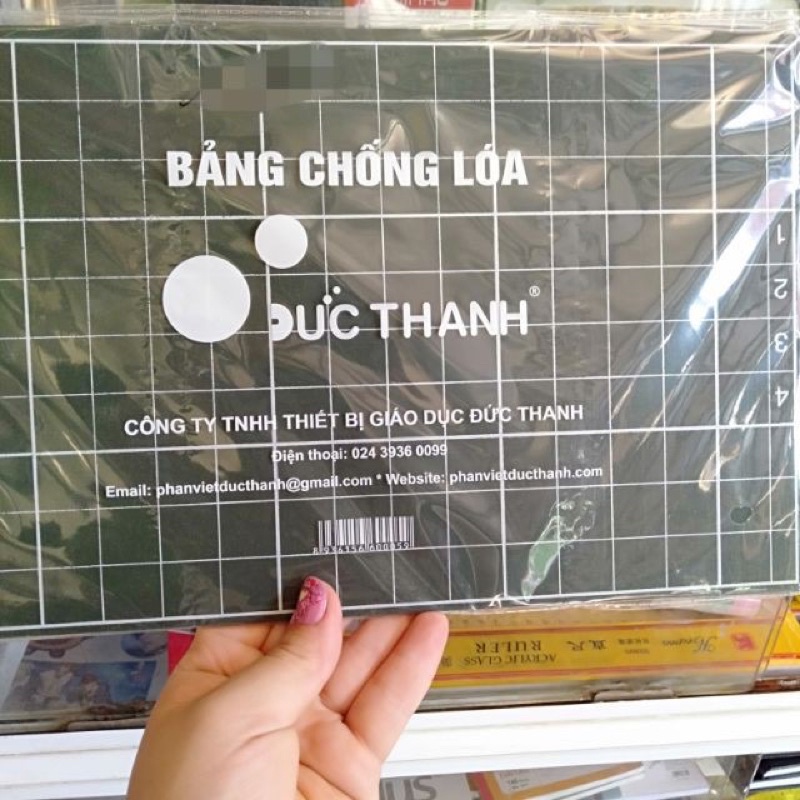 BẢNG CHỐNG LÓA
ĐỨC THANH®
CÔNG TY TNHH THIẾT BỊ GIÁO DỤC ĐỨC THANH
Điện thoại: 024 3936 0099
Email: phanvietducthanh@gmail.com * Website: phanvietducthanh.com
1
2
3
4
ACRYLIC GLASS
RULER